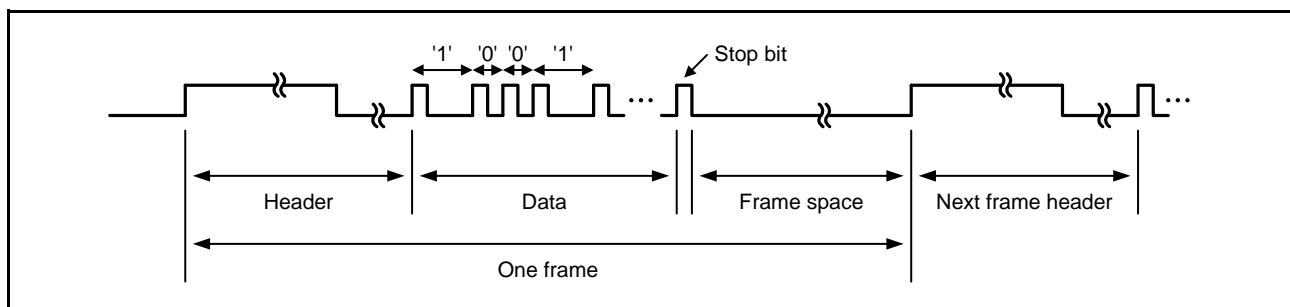 '1' '0' '0' '1'
Stop bit
...
...
Header Data Frame space Next frame header
One frame